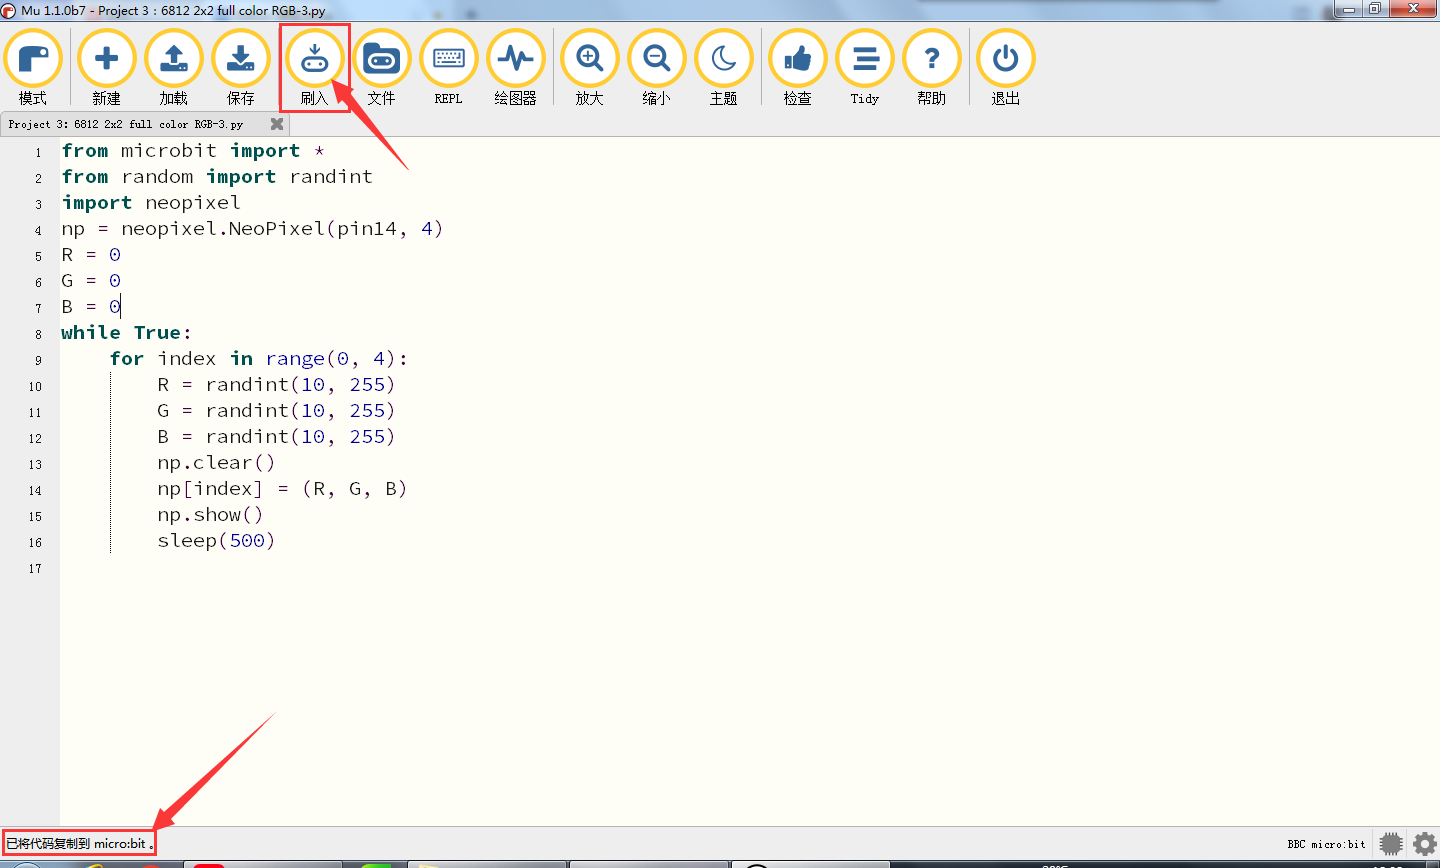 Mu 1.1.0b7 - Project 3：6812 2x2 full color RGB-3.py
模式 新建 加载 保存 刷入 文件 REPL 绘图器 放大 缩小 主题 检查 Tidy 帮助 退出
Project 3：6812 2x2 full color RGB-3.py
1 from microbit import *
2 from random import randint
3 import neopixel
4 np = neopixel.NeoPixel(pin14, 4)
5 R = 0
6 G = 0
7 B = 0
8 while True:
9 for index in range(0, 4):
10 R = randint(10, 255)
11 G = randint(10, 255)
12 B = randint(10, 255)
13 np.clear()
14 np[index] = (R, G, B)
15 np.show()
16 sleep(500)
17
已将代码复制到 micro:bit 。
BBC micro:bit